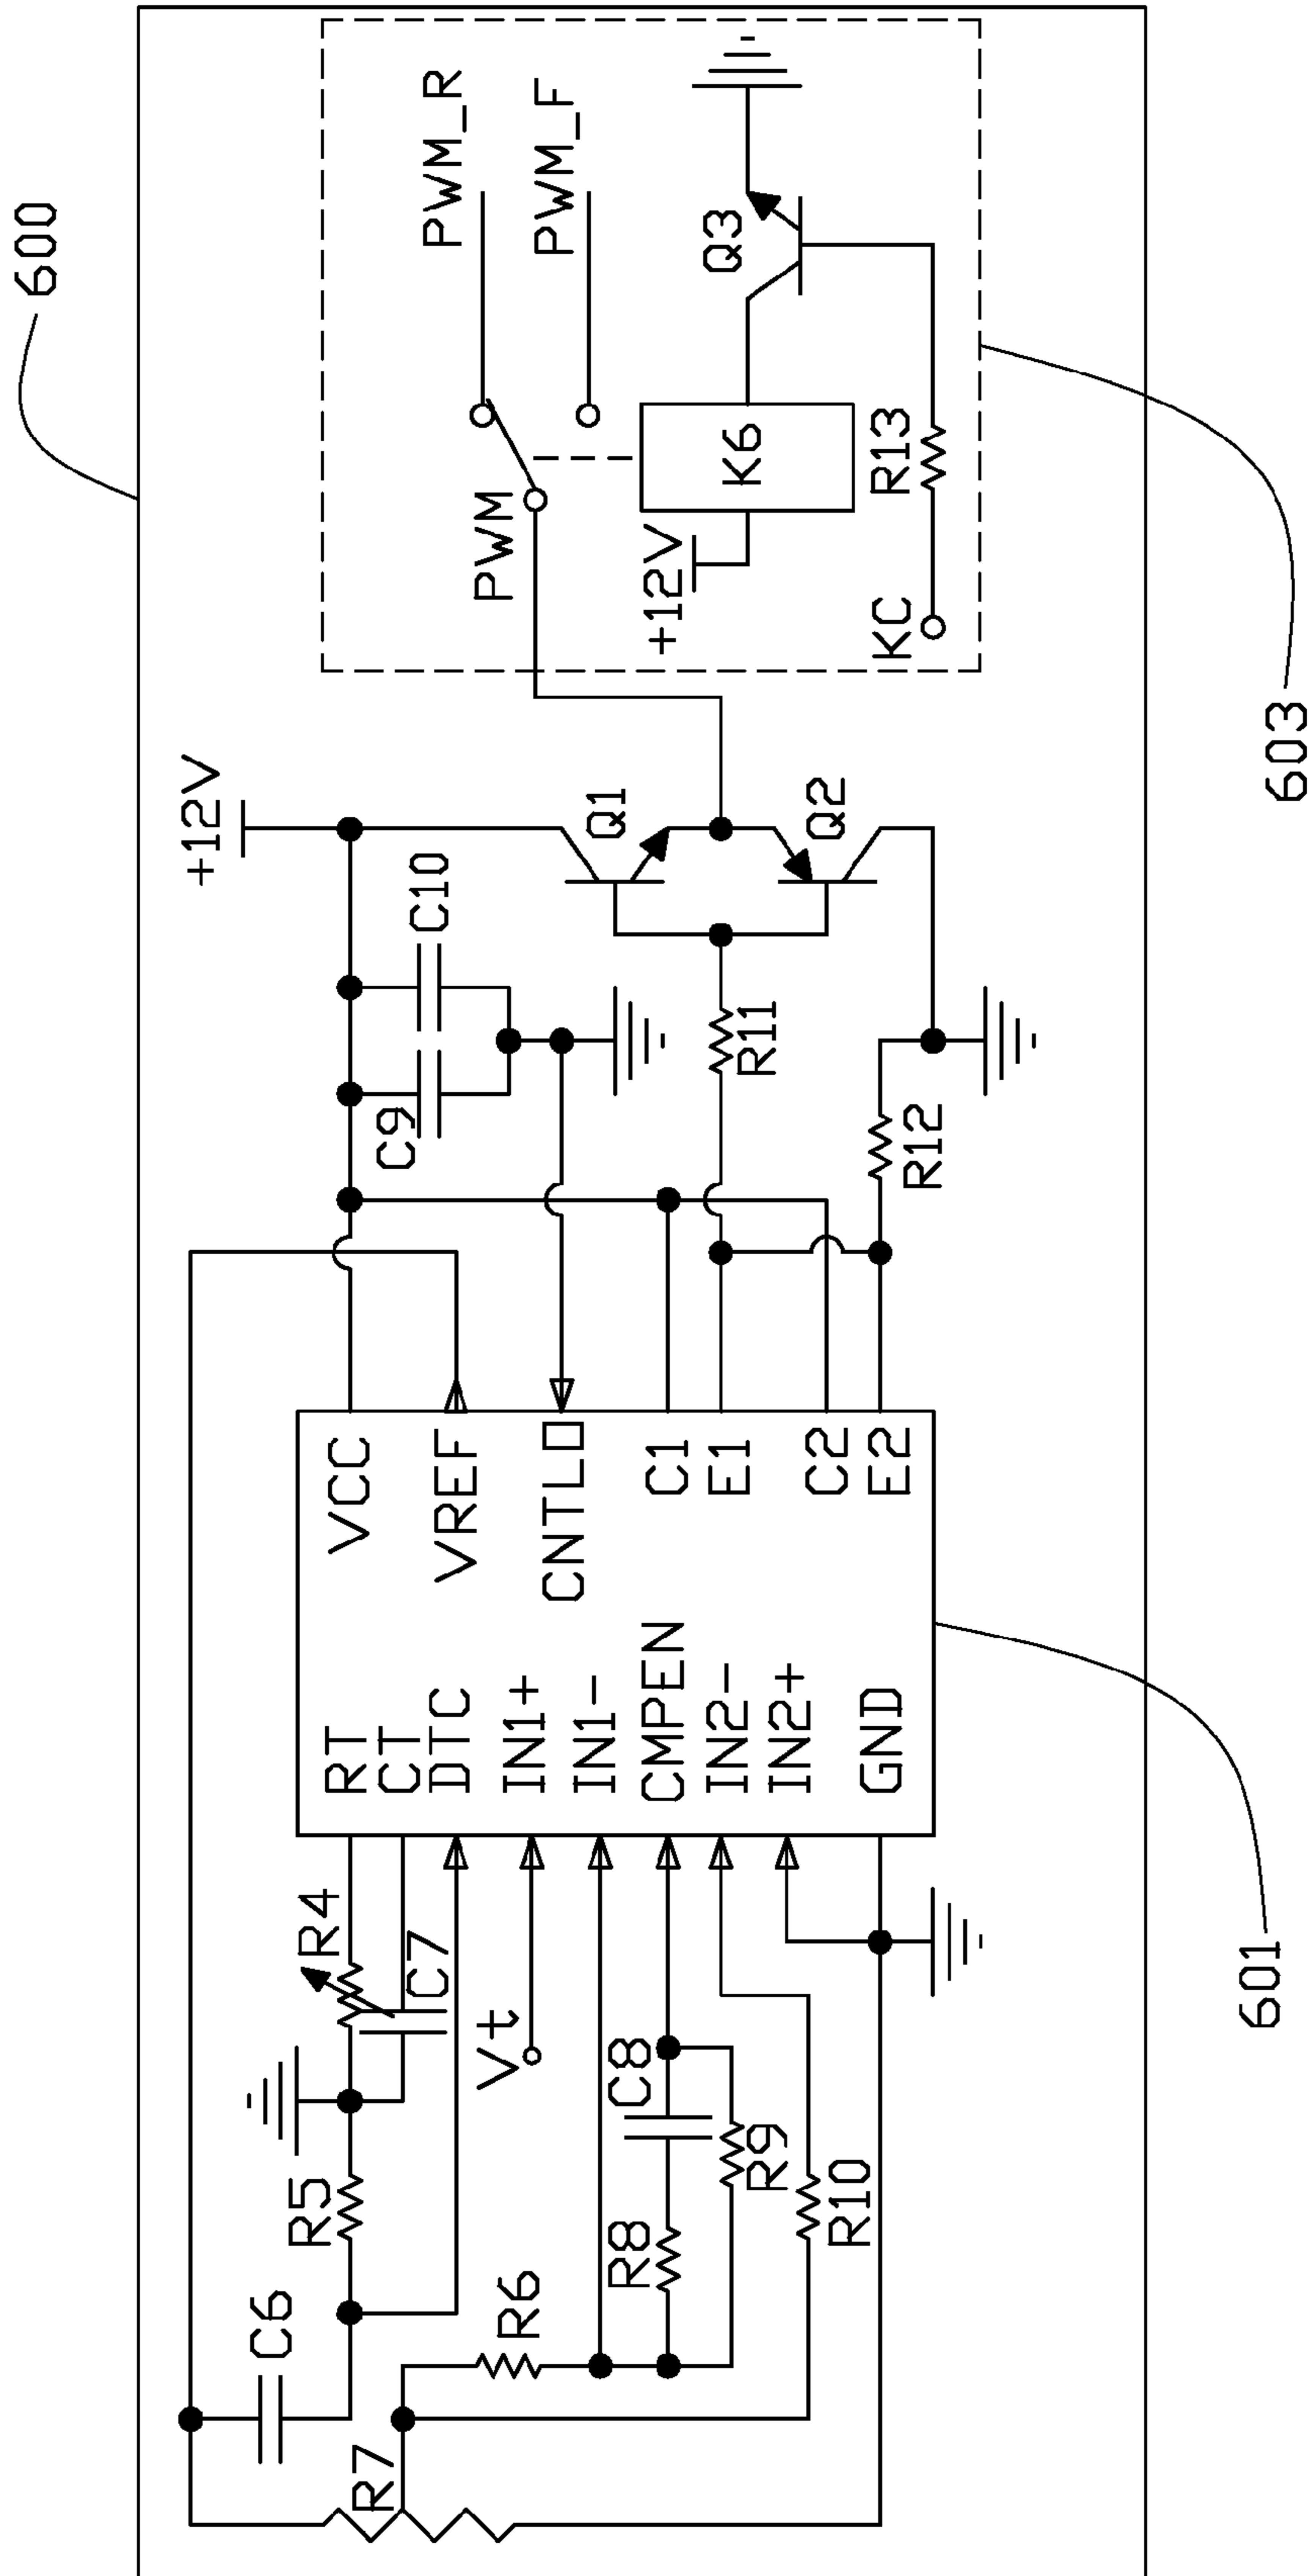 600
+12V
C10
C9
Q1
Q2
R11
R12
PWM
PWM_R
PWM_F
+12V
K6
Q3
KC
R13
603
VCC
VREF
CNTLO
C1
E1
C2
E2
RT
CT
DTC
IN1+
IN1-
CMPEN
IN2-
IN2+
GND
601
R4
C7
Vt
R5
C6
C8
R9
R8
R6
R10
R7